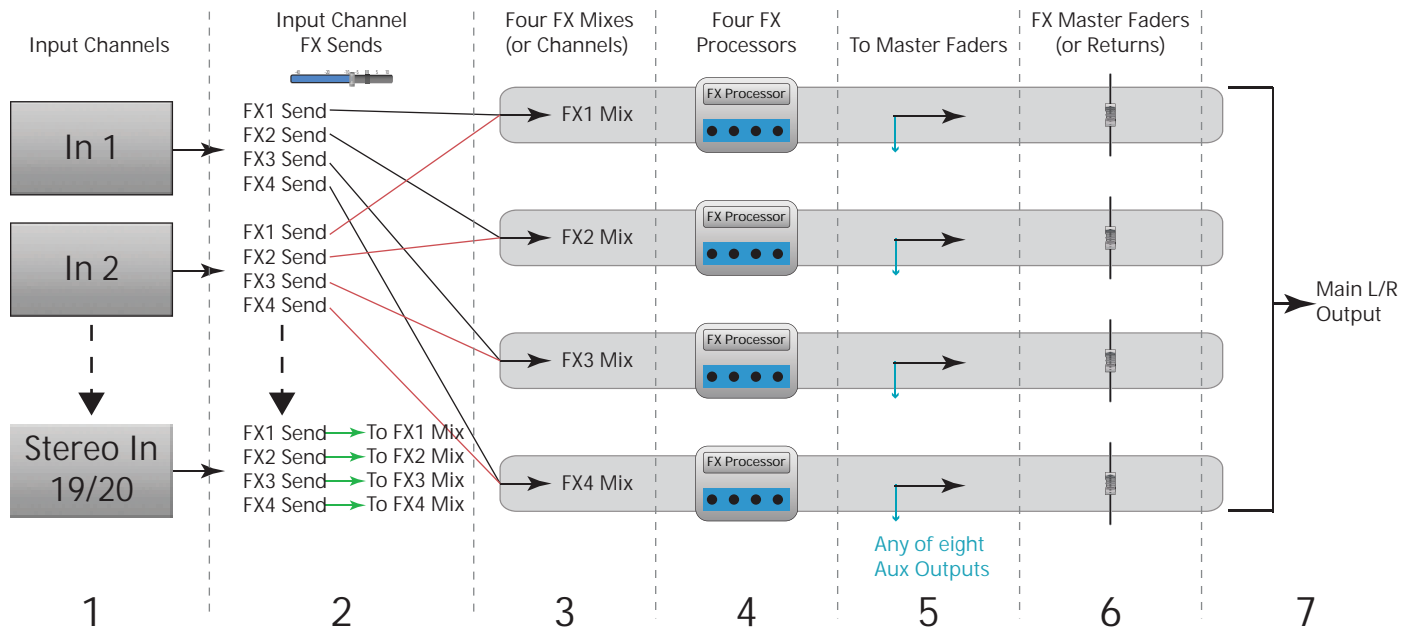 Input Channels
Input Channel
FX Sends
Four FX Mixes
(or Channels)
Four FX
Processors
To Master Faders
FX Master Faders
(or Returns)
In 1
FX1 Send
FX2 Send
FX3 Send
FX4 Send
In 2
FX1 Send
FX2 Send
FX3 Send
FX4 Send
Stereo In
19/20
FX1 Send
To FX1 Mix
FX2 Send
To FX2 Mix
FX3 Send
To FX3 Mix
FX4 Send
To FX4 Mix
FX1 Mix
FX Processor
FX2 Mix
FX Processor
FX3 Mix
FX Processor
FX4 Mix
FX Processor
Any of eight
Aux Outputs
Main L/R
Output
1
2
3
4
5
6
7